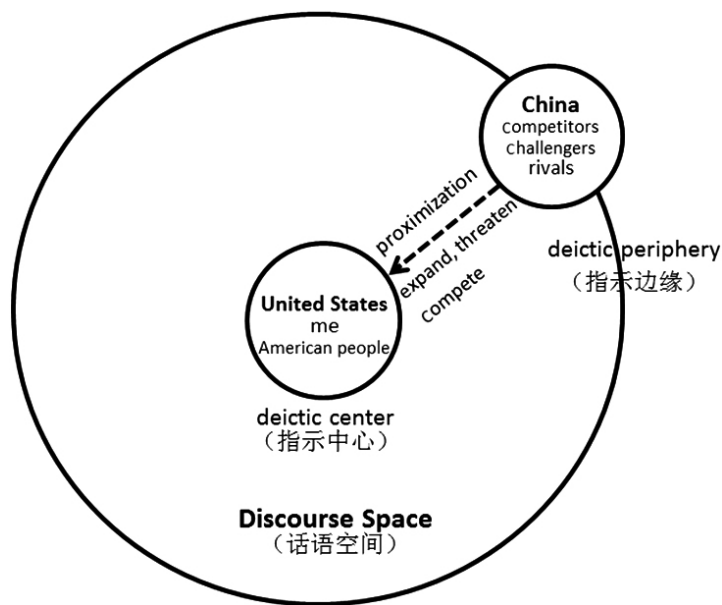 China
Competitors
Challengers
rivals
proximization
expand, threaten
compete
deictic periphery
（指示边缘）
United States
me
American people
deictic center
（指示中心）
Discourse Space
（话语空间）